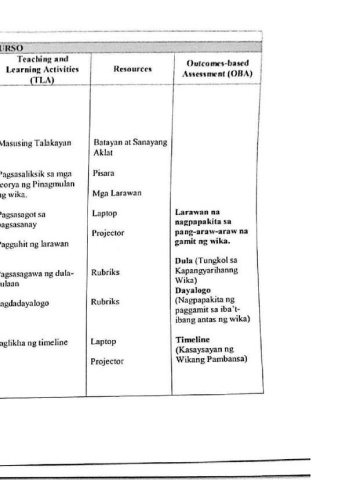 URSO
Teaching and
Learning Activities
(TLA)
Resources
Outcomes-based
Assessment (OBA)
Masusing Talakayan
Batayan at Sanayang
Aklat
Pagsasaliksik sa mga
teorya ng Pinagmulan
ng wika.
Pisara
Mga Larawan
Pagsasagot sa
pagsasanay
Laptop
Larawan na
nagpapakita sa
pang-araw-araw na
gamit ng wika.
Pagguhit ng larawan
Projector
Pagsasagawa ng dula-
dulaan
Rubriks
Dula (Tungkol sa
Kapangyarihanng
Wika)
Pagdadayalogo
Rubriks
Dayalogo
(Nagpapakita ng
paggamit sa iba't-
ibang antas ng wika)
Paglikha ng timeline
Laptop
Projector
Timeline
(Kasaysayan ng
Wikang Pambansa)